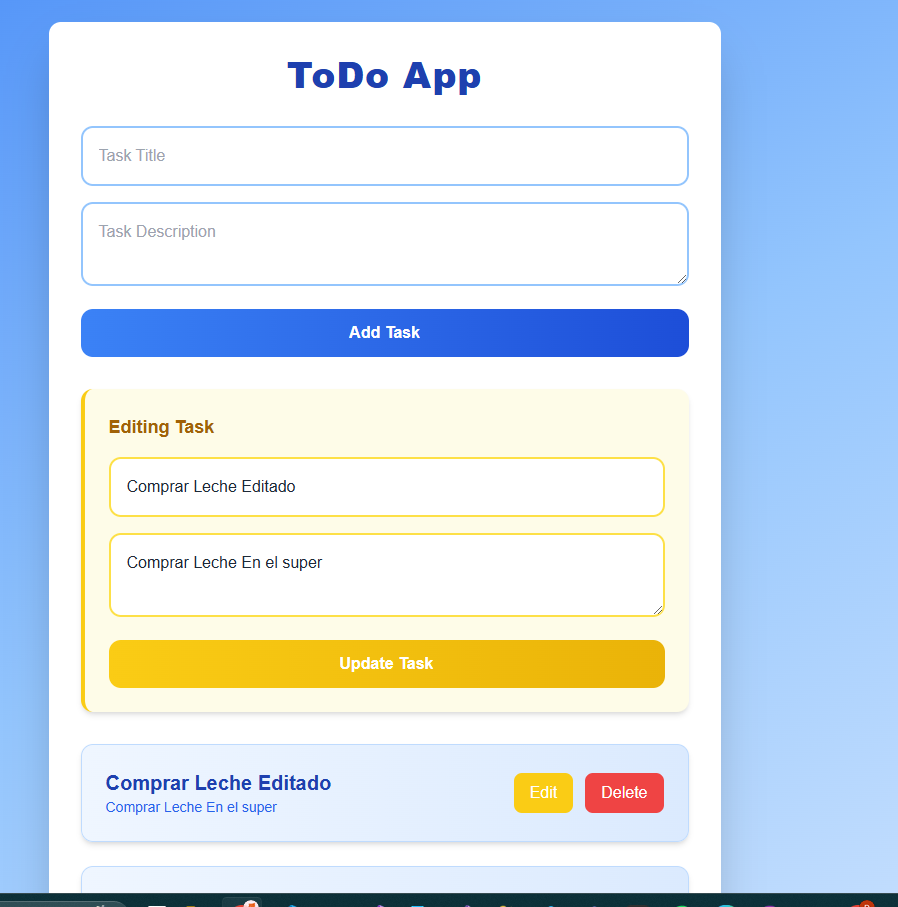 ToDo App
Task Title
Task Description
Add Task
Editing Task
Comprar Leche Editado
Comprar Leche En el super
Update Task
Comprar Leche Editado
Comprar Leche En el super
Edit
Delete